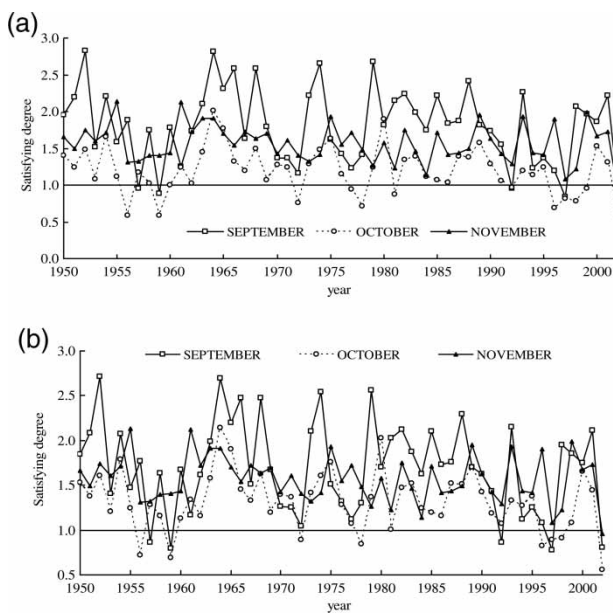 (a)
3.0
2.5
2.0
1.5
1.0
0.5
0.0
Satisfying degree
SEPTEMBER OCTOBER NOVEMBER
1950 1955 1960 1965 1970 1975 1980 1985 1990 1995 2000
year
(b)
3.0
2.5
2.0
1.5
1.0
0.5
Satisfying degree
SEPTEMBER OCTOBER NOVEMBER
1950 1955 1960 1965 1970 1975 1980 1985 1990 1995 2000
year